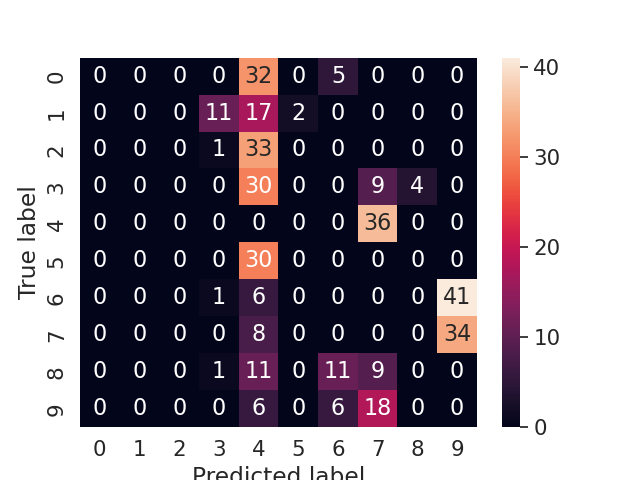 0 0 0 0 0 32 0 5 0 0 0 40
1 0 0 0 11 17 2 0 0 0 0
2 0 0 0 1 33 0 0 0 0 0 30
3 0 0 0 0 30 0 0 9 4 0
4 0 0 0 0 0 0 0 36 0 0 20
5 0 0 0 0 30 0 0 0 0 0
6 0 0 0 1 6 0 0 0 0 41
7 0 0 0 0 8 0 0 0 0 34 10
8 0 0 0 1 11 0 11 9 0 0
9 0 0 0 0 6 0 6 18 0 0 0
0 1 2 3 4 5 6 7 8 9
True label
Predicted label